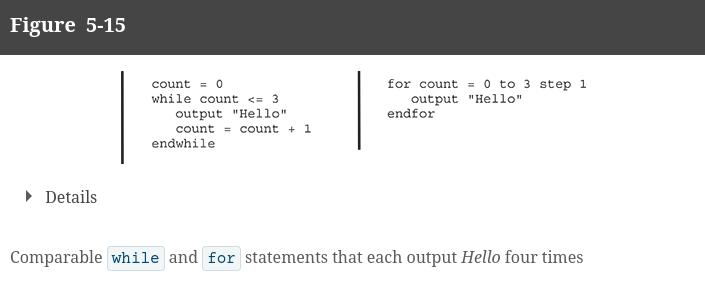 Figure 5-15
count = 0
while count <= 3
output "Hello"
count = count + 1
endwhile
for count = 0 to 3 step 1
output "Hello"
endfor
Details
Comparable while and for statements that each output Hello four times